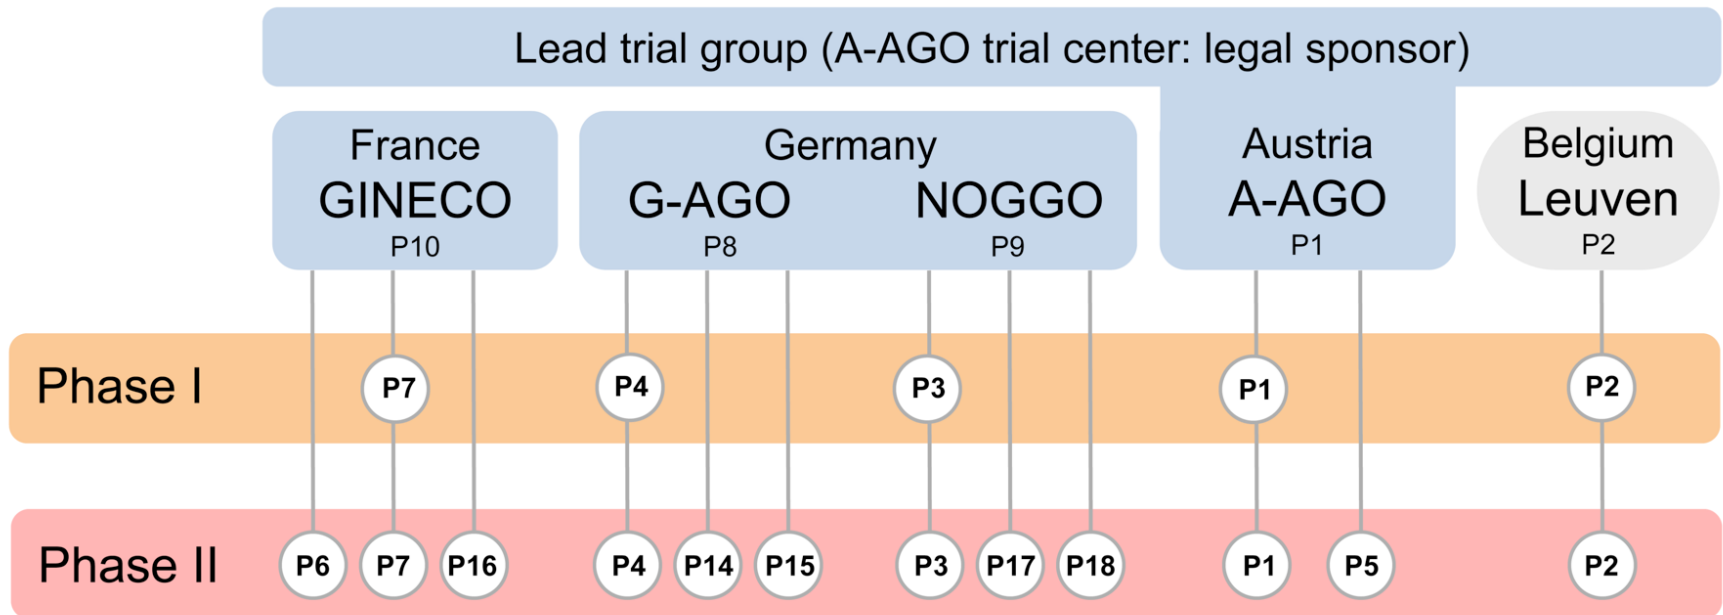 Lead trial group (A-AGO trial center: legal sponsor)
France
GINECO
P10
Germany
G-AGO NOGGO
P8 P9
Austria
A-AGO
P1
Belgium
Leuven
P2
Phase I P7 P4 P3 P1 P2
Phase II P6 P7 P16 P4 P14 P15 P3 P17 P18 P1 P5 P2